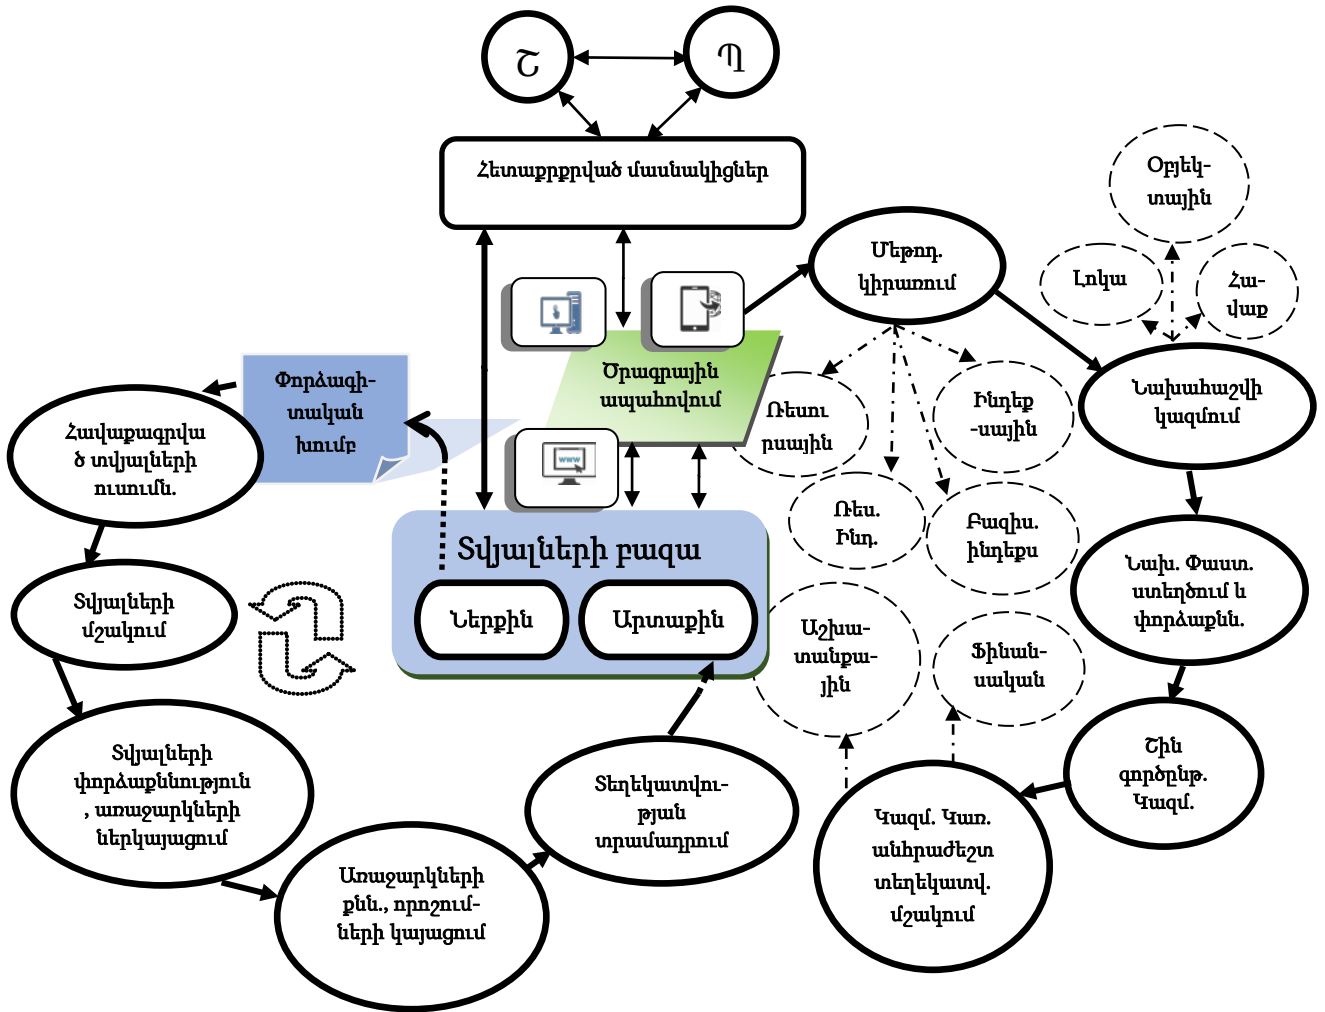 Շ
Պ
Հետաքրքրված մասնակիցներ
Օբյեկ-
տային
Լոկա
Հա-
վաք
Մեթոդ.
կիրառում
Ծրագրային
ապահովում
Փորձագի-
տական
խումբ
Նախահաշվի
կազմում
Ռեսու
րսային
Ինդեք
-սային
Հավաքագրվա
ծ տվյալների
ուսումն.
www
Ռես.
Ինդ.
Բազիս.
ինդեքս
Տվյալների բազա
Ներքին
Արտաքին
Նախ. Փաստ.
ստեղծում և
փորձաքնն.
Տվյալների
մշակում
Աշխա-
տանքա-
յին
Ֆինան-
սական
Տվյալների
փորձաքննություն
, առաջարկների
ներկայացում
Շին
գործընթ.
Կազմ.
Տեղեկատվու-
թյան
տրամադրում
Կազմ. Կառ.
անհրաժեշտ
տեղեկատվ.
մշակում
Առաջարկների
քնն., որոշում-
ների կայացում